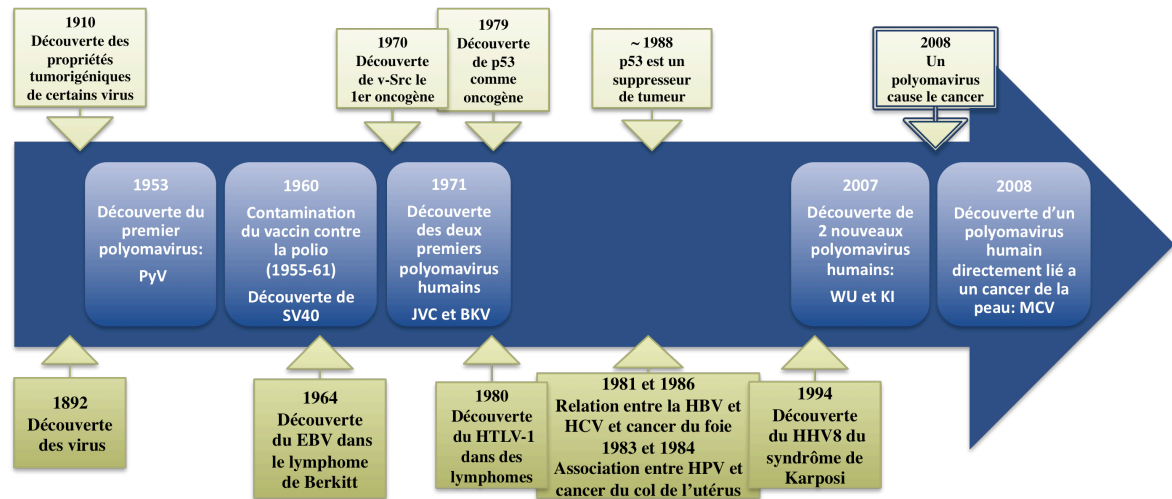 1910
Découverte des
propriétés
tumorigéniques
de certains virus
1970
Découverte
de v-Src le
1er oncogène
1979
Découverte
de p53
comme
oncogène
~ 1988
p53 est un
suppresseur
de tumeur
2008
Un
polyomavirus
cause le cancer
1953
Découverte du
premier
polyomavirus:
PyV
1960
Contamination
du vaccin contre
la polio
(1955-61)
Découverte de
SV40
1971
Découverte
des deux
premiers
polyomavirus
humains
JVC et BKV
2007
Découverte de
2 nouveaux
polyomavirus
humains:
WU et KI
2008
Découverte d’un
polyomavirus
humain
directement lié a
un cancer de la
peau: MCV
1892
Découverte
des virus
1964
Découverte
du EBV dans
le lymphome
de Berkitt
1980
Découverte
du HTLV-1
dans des
lymphomes
1981 et 1986
Relation entre la HBV et
HCV et cancer du foie
1983 et 1984
Association entre HPV et
cancer du col de l’utérus
1994
Découverte
du HHV8 du
syndrôme de
Karposi